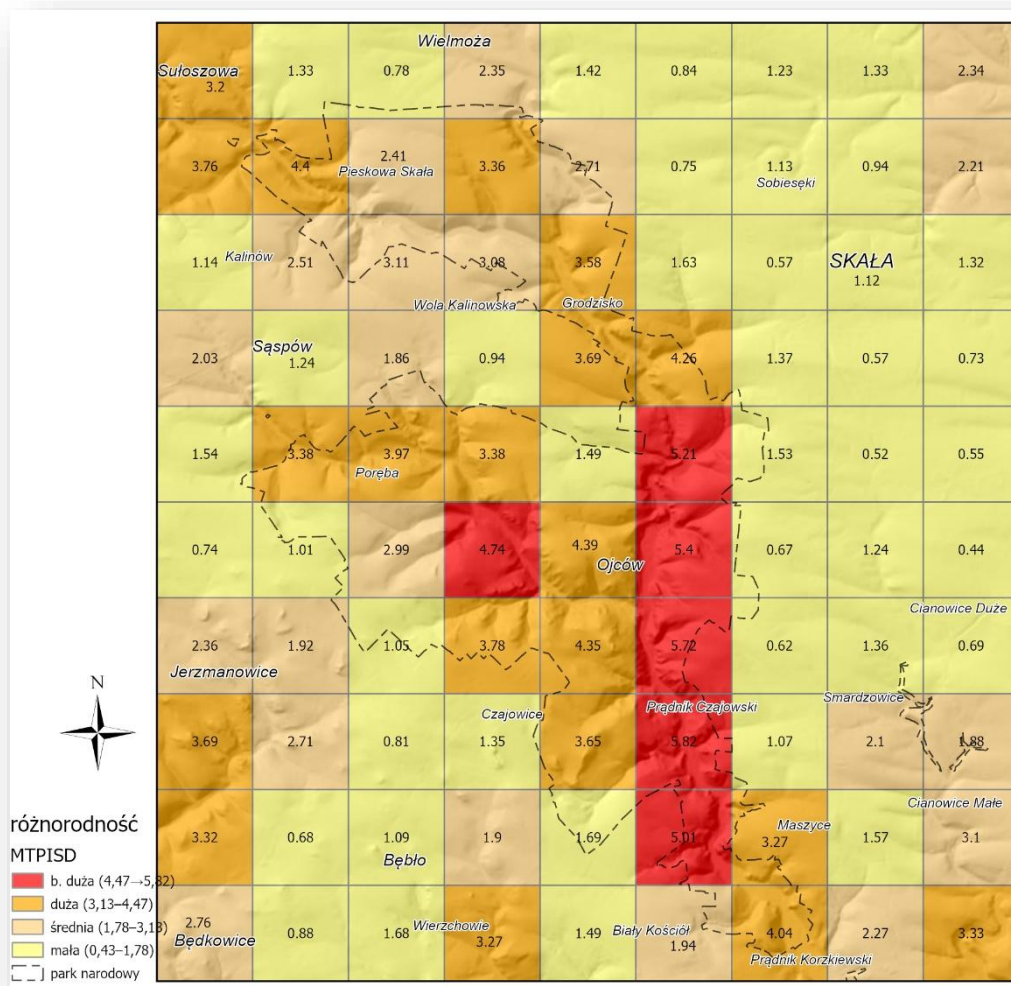 Wielmoża
Sułoszowa
3.2 1.33 0.78 2.35 1.42 0.84 1.23 1.33 2.34
3.76 4.4 2.41 3.36 2.71 0.75 1.13 0.94 2.21
Pieskowa Skała
Sobiesęki
1.14 Kalinów 2.51 3.11 3.08 3.58 1.63 0.57 SKAŁA 1.32
1.12
Wola Kalinowska
Grodzisko
Sąspów
2.03 1.24 1.86 0.94 3.69 4.26 1.37 0.57 0.73
1.54 3.38 3.97 3.38 1.49 5.21 1.53 0.52 0.55
Poręba
0.74 1.01 2.99 4.74 4.39 5.4 0.67 1.24 0.44
Ojców
Cianowice Duże
2.36 1.92 1.05 3.78 4.35 5.72 0.62 1.36 0.69
Jerzmanowice
N
Smardzowice
Czajowice
Prądnik Czajowski
3.69 2.71 0.81 1.35 3.65 5.82 1.07 2.1 1.88
Cianowice Małe
Maszyce
3.32 0.68 1.09 1.9 1.69 5.01 3.27 1.57 3.1
Bębło
2.76 0.88 1.68 Wierzchowie 3.27 1.49 Biały Kościół 1.94 4.04 2.27 3.33
Będkowice
Prądnik Korzkiewski
różnorodność
MTPISD
b. duża (4,47→5,82)
duża (3,13–4,47)
średnia (1,78–3,13)
mała (0,43–1,78)
park narodowy